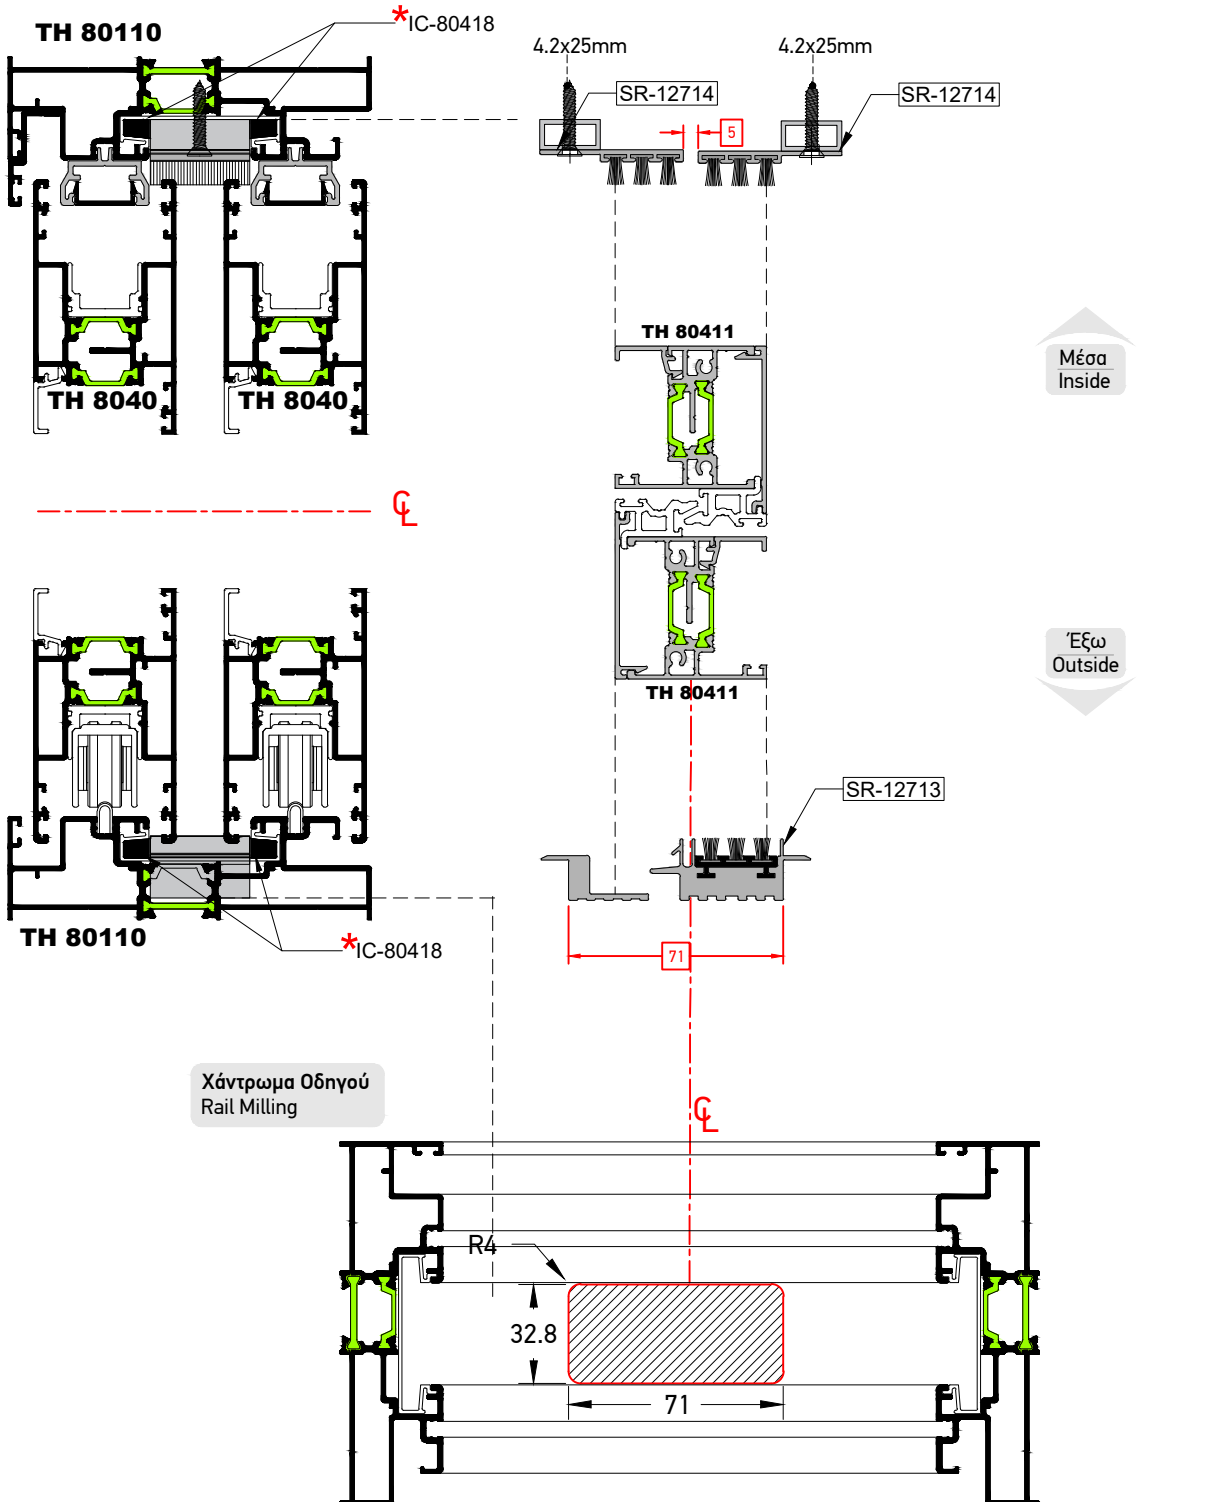 TH 80110
*IC-80418
4.2x25mm
4.2x25mm
SR-12714
SR-12714
5
TH 80411
Μέσα
Inside
TH 8040
TH 8040
CL
Έξω
Outside
TH 80411
SR-12713
TH 80110
*IC-80418
71
Χάντρωμα Οδηγού
Rail Milling
CL
R4
32.8
71